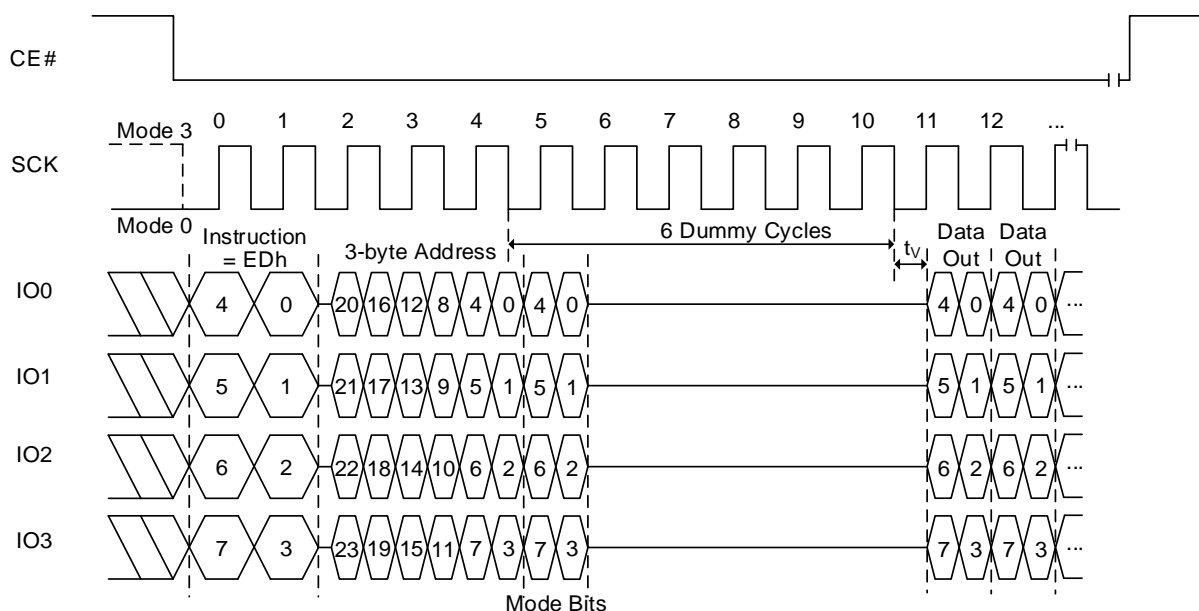 CE#
0 1 2 3 4 5 6 7 8 9 10 11 12 ...
Mode 3
SCK
Mode 0
Instruction
= EDh
3-byte Address
6 Dummy Cycles
tV
Data
Out
Data
Out
IO0 4 0 20 16 12 8 4 0 4 0 4 0 4 0 ...
IO1 5 1 21 17 13 9 5 1 5 1 5 1 5 1 ...
IO2 6 2 22 18 14 10 6 2 6 2 6 2 6 2 ...
IO3 7 3 23 19 15 11 7 3 7 3 7 3 7 3 ...
Mode Bits